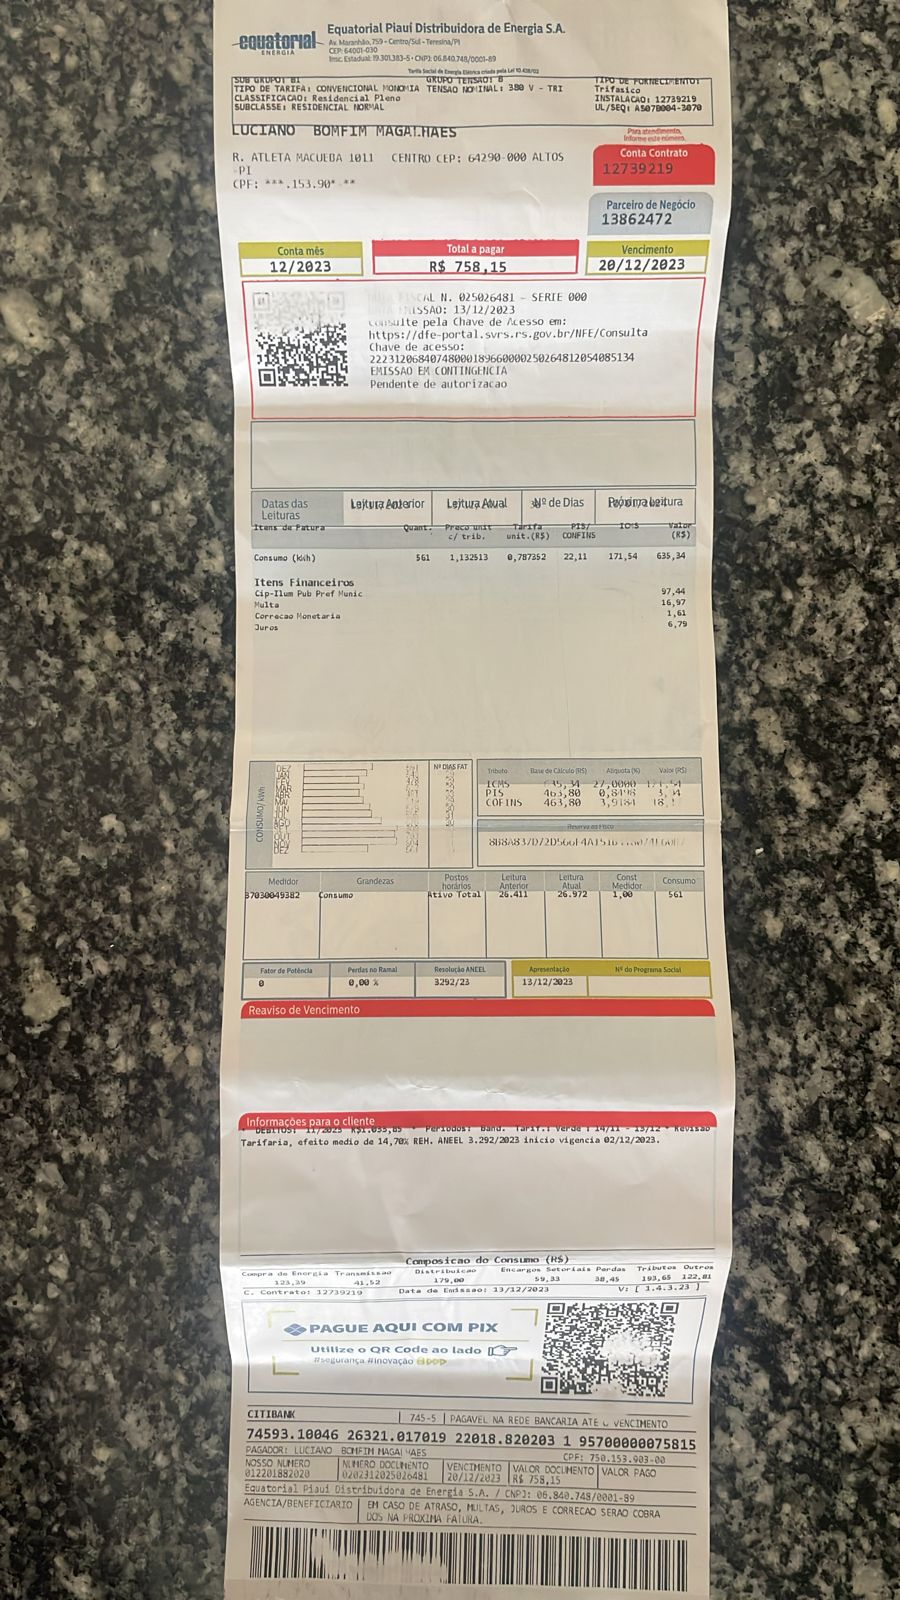 equatorial
ENERGIA
Equatorial Piauí Distribuidora de Energia S.A.
Av. Maranhão, 759 - Centro/Sul - Teresina/PI
CEP: 64001-030
Insc. Estadual: 19.301.383-5 - CNPJ: 06.840.748/0001-89
Tarifa Social de Energia Elétrica criada pela Lei 10.438/02
SUB GRUPO: B1 GRUPO TENSAO: B TIPO DE FORNECIMENTO:
TIPO DE TARIFA: CONVENCIONAL MONOMIA TENSAO NOMINAL: 380 V - TRI Trifasico
CLASSIFICACAO: Residencial Pleno INSTALACAO: 12739219
SUBCLASSE: RESIDENCIAL NORMAL UL/SEQ: AS07B004-3070
LUCIANO BOMFIM MAGALHAES
Para atendimento,
Informe este número.
Conta Contrato
12739219
R. ATLETA MACUEBA 1011 CENTRO CEP: 64290-000 ALTOS
-PI
CPF: ***.153.90*-**
Parceiro de Negócio
13862472
Conta mês Total a pagar Vencimento
12/2023 R$ 758,15 20/12/2023
FISCAL N. 025026481 - SERIE 000
EMISSAO: 13/12/2023
Consulte pela Chave de Acesso em:
https://dfe-portal.svrs.rs.gov.br/NFE/Consulta
Chave de acesso:
22231206840748000189660000250264812054085134
EMISSAO EM CONTINGENCIA
Pendente de autorizacao
Datas das Leituras Leitura Anterior Leitura Atual Nº de Dias Próxima Leitura
Itens de Fatura Quant. Preco unit c/ trib. Tarifa unit.(R$) PIS/ CONFINS ICMS Valor (R$)
Consumo (kWh) 561 1,132513 0,787352 22,11 171,54 635,34
Itens Financeiros
Cip-Ilum Pub Pref Munic 97,44
Multa 16,97
Correcao Monetaria 1,61
Juros 6,79
CONSUMO/ kWh
Nº DIAS FAT
DEZ
JAN
FEV
MAR
ABR
MAI
JUN
JUL
AGO
SET
OUT
NOV
DEZ
Tributo Base de Cálculo (R$) Alíquota (%) Valor (R$)
ICMS 635,34 27,0000 171,54
PIS 463,80 0,8498 3,94
COFINS 463,80 3,9184
Reserva ao Fisco
Medidor Grandezas Postos horários Leitura Anterior Leitura Atual Const Medidor Consumo
37030049382 Consumo Ativo Total 26.411 26.972 1,00 561
Fator de Potência Perdas no Ramal Resolução ANEEL Apresentação Nº do Programa Social
0 0,00 % 3292/23 13/12/2023
Reaviso de Vencimento
Informações para o cliente
* DEBITOS: 11/2023 R$1.055,85 * Periodos: Band. Tarif.: Verde : 14/11 - 13/12 * Revisao
Tarifaria, efeito medio de 14,70% REH. ANEEL 3.292/2023 inicio vigencia 02/12/2023.
Composicao do Consumo (R$)
Compra de Energia Transmissao Distribuicao Encargos Setoriais Perdas Tributos Outros
123,39 41,52 179,00 59,33 38,45 193,65 122,81
C. Contrato: 12739219 Data de Emissao: 13/12/2023 V: [ 1.4.3.23 ]
PAGUE AQUI COM PIX
Utilize o QR Code ao lado
#segurança #inovação
CITIBANK 745-5 PAGAVEL NA REDE BANCARIA ATE O VENCIMENTO
74593.10046 26321.017019 22018.820203 1 95700000075815
PAGADOR: LUCIANO BOMFIM MAGALHAES CPF: 750.153.903-00
NOSSO NUMERO NUMERO DOCUMENTO VENCIMENTO VALOR DOCUMENTO VALOR PAGO
012201882020 0202312025026481 20/12/2023 R$ 758,15
Equatorial Piaui Distribuidora de Energia S.A. / CNPJ: 06.840.748/0001-89
AGENCIA/BENEFICIARIO EM CASO DE ATRASO, MULTAS, JUROS E CORRECAO SERAO COBRA
DOS NA PROXIMA FATURA.